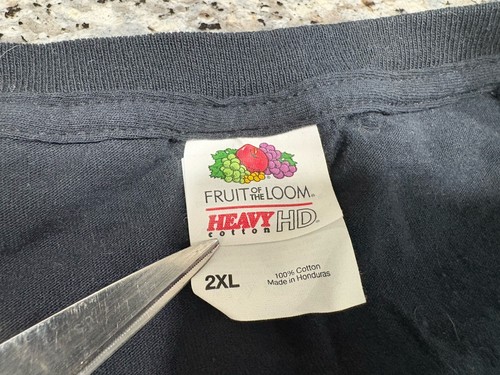 FRUIT OF THE LOOM®
HEAVY HD
cotton
2XL
100% Cotton
Made in Honduras